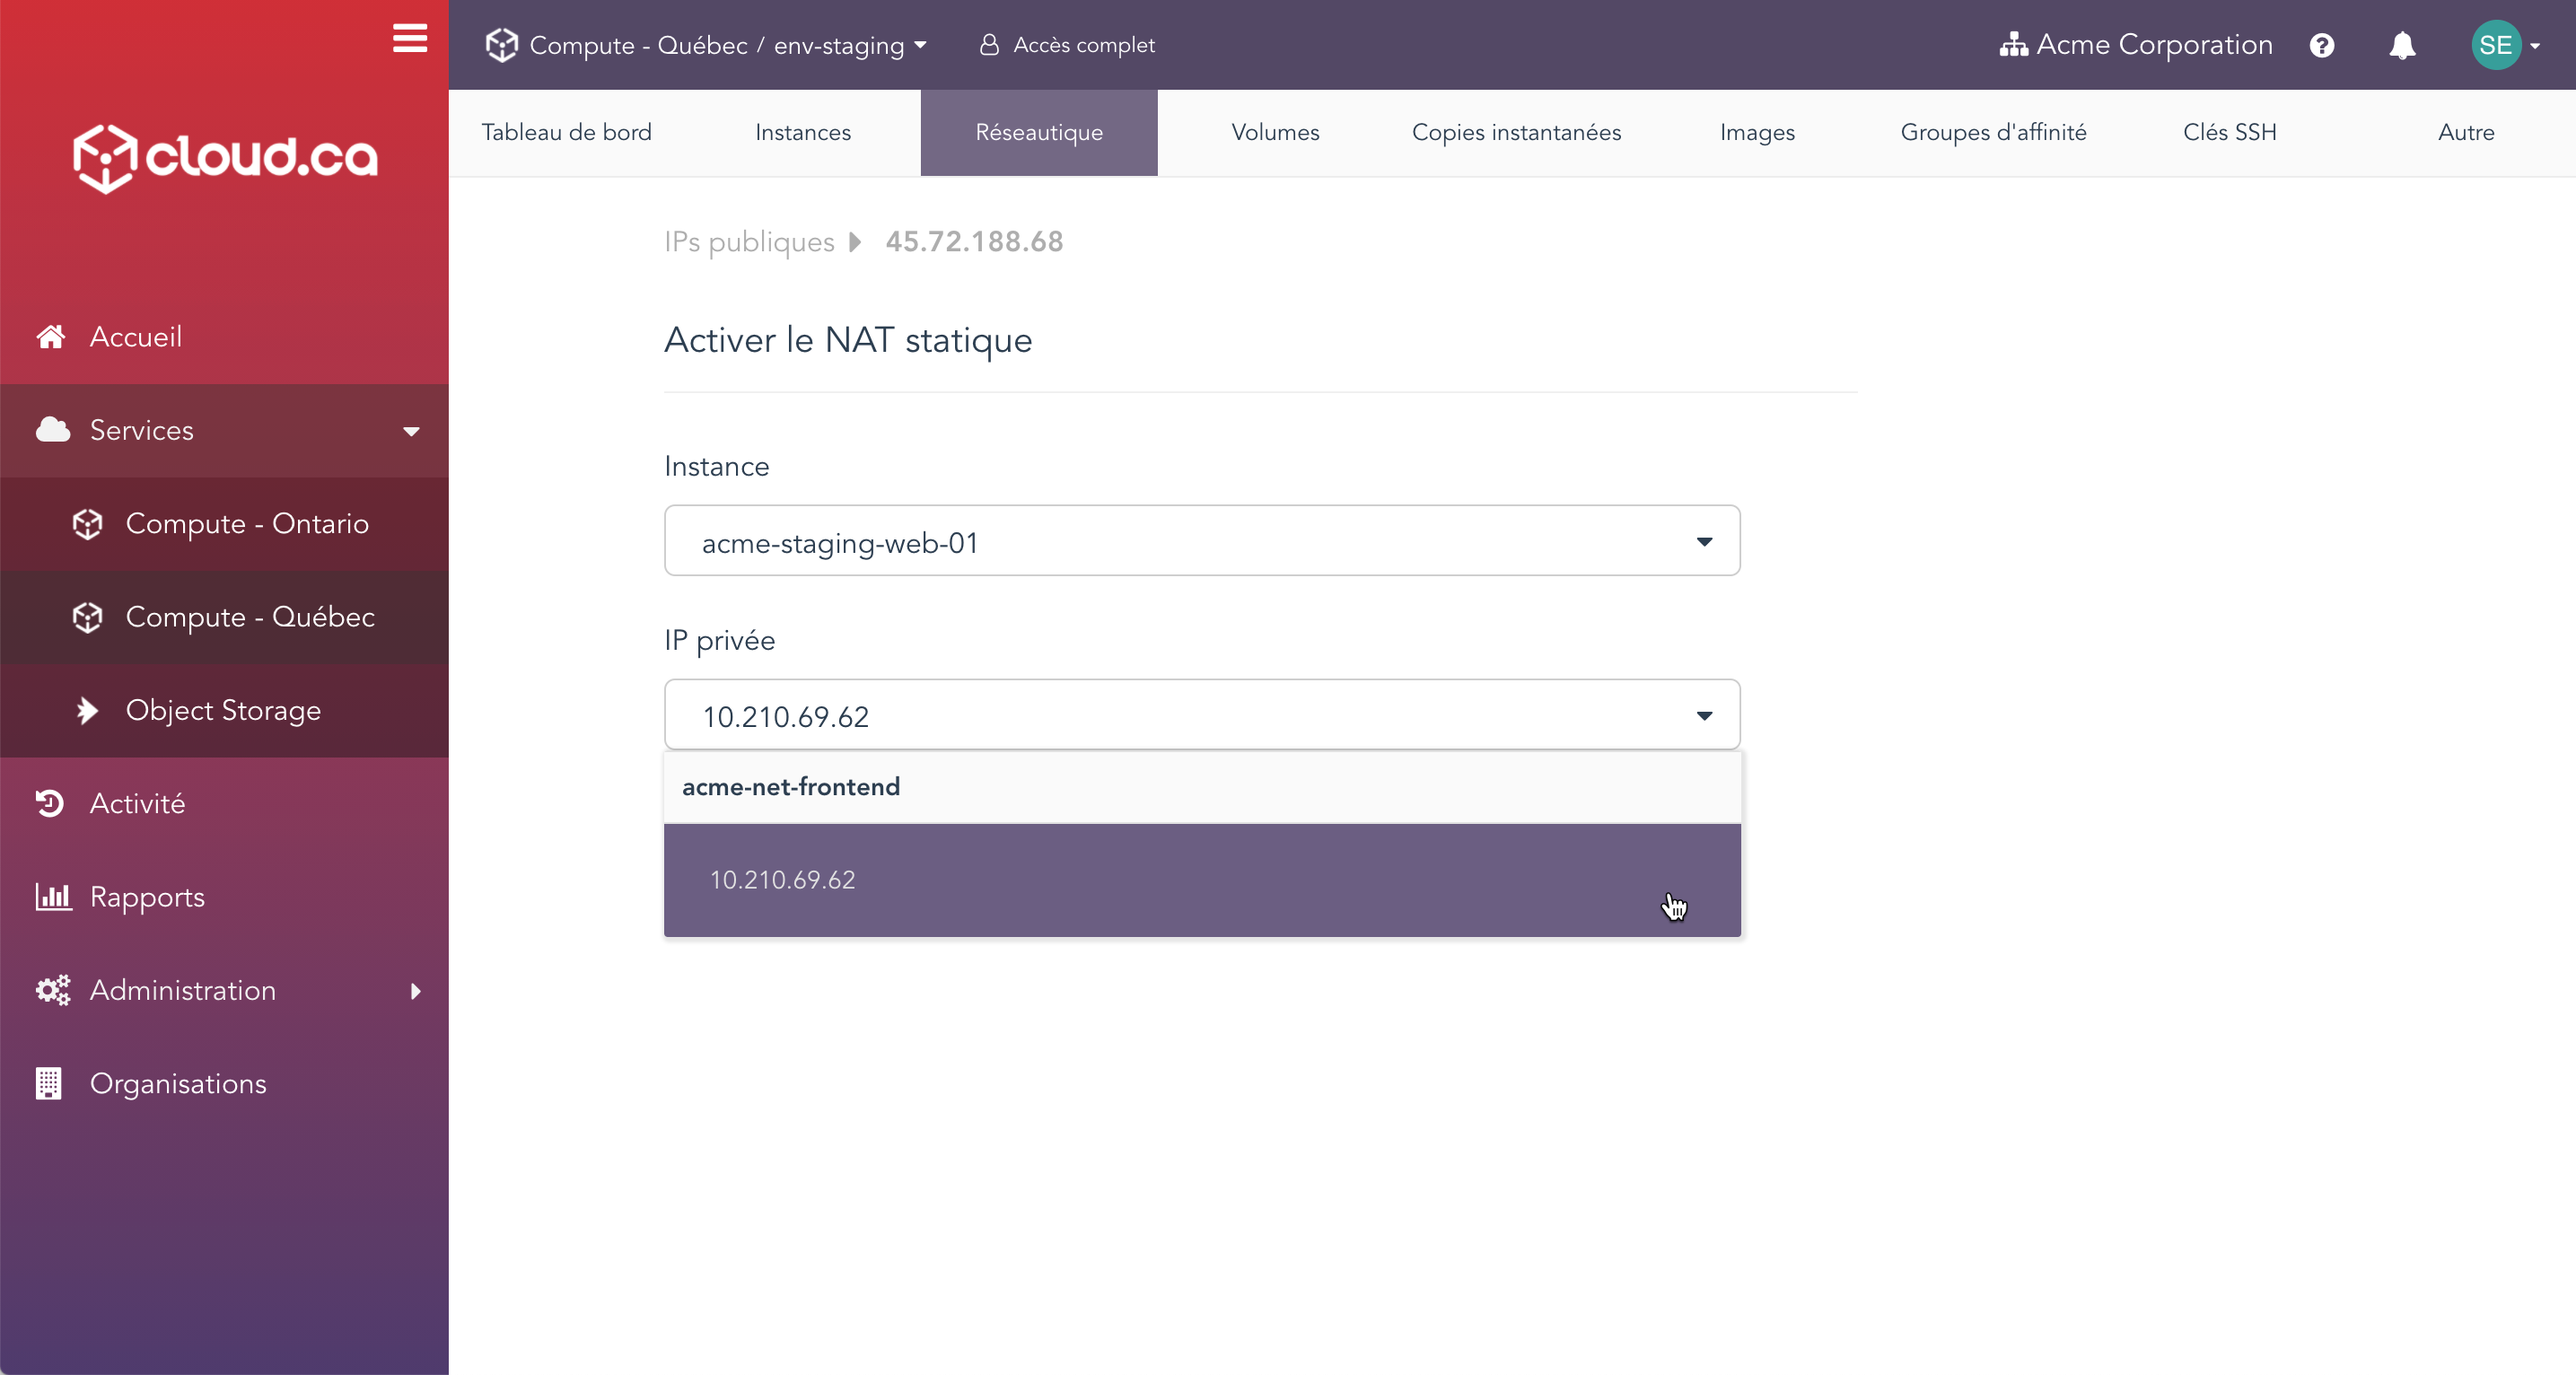 cloud.ca
Accueil
Services
Compute - Ontario
Compute - Québec
Object Storage
Activité
Rapports
Administration
Organisations
Compute - Québec / env-staging
Accès complet
Acme Corporation
SE
Tableau de bord
Instances
Réseautique
Volumes
Copies instantanées
Images
Groupes d'affinité
Clés SSH
Autre
IPs publiques
45.72.188.68
Activer le NAT statique
Instance
acme-staging-web-01
IP privée
10.210.69.62
acme-net-frontend
10.210.69.62